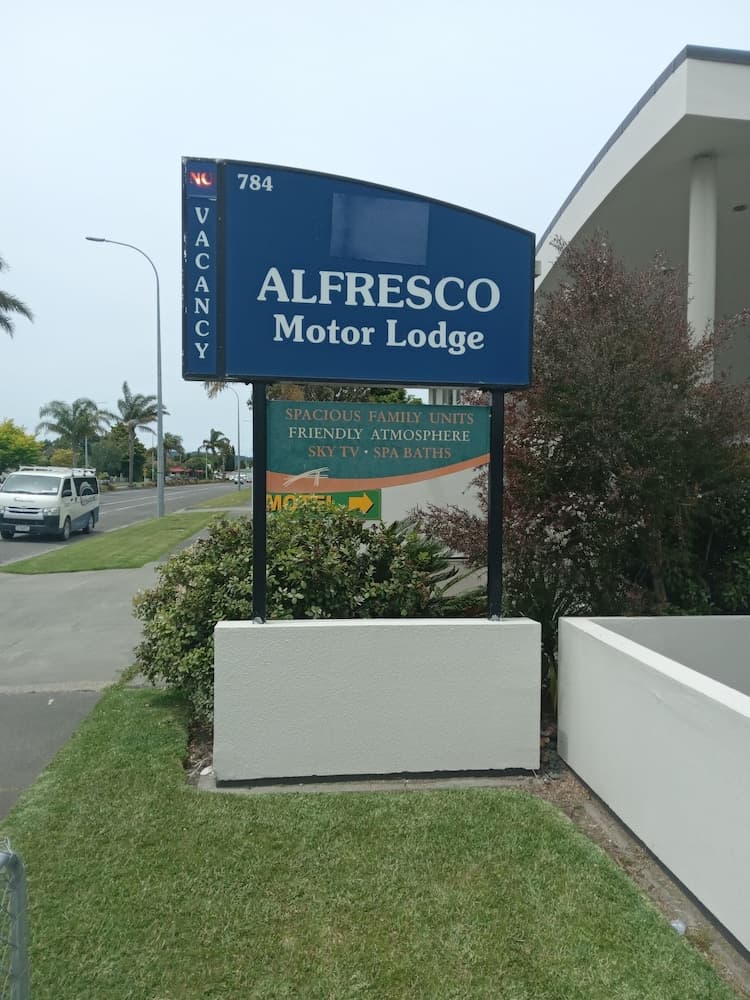 NO
VACANCY
784
ALFRESCO
Motor Lodge
SPACIOUS FAMILY UNITS
FRIENDLY ATMOSPHERE
SKY TV • SPA BATHS
MOTEL